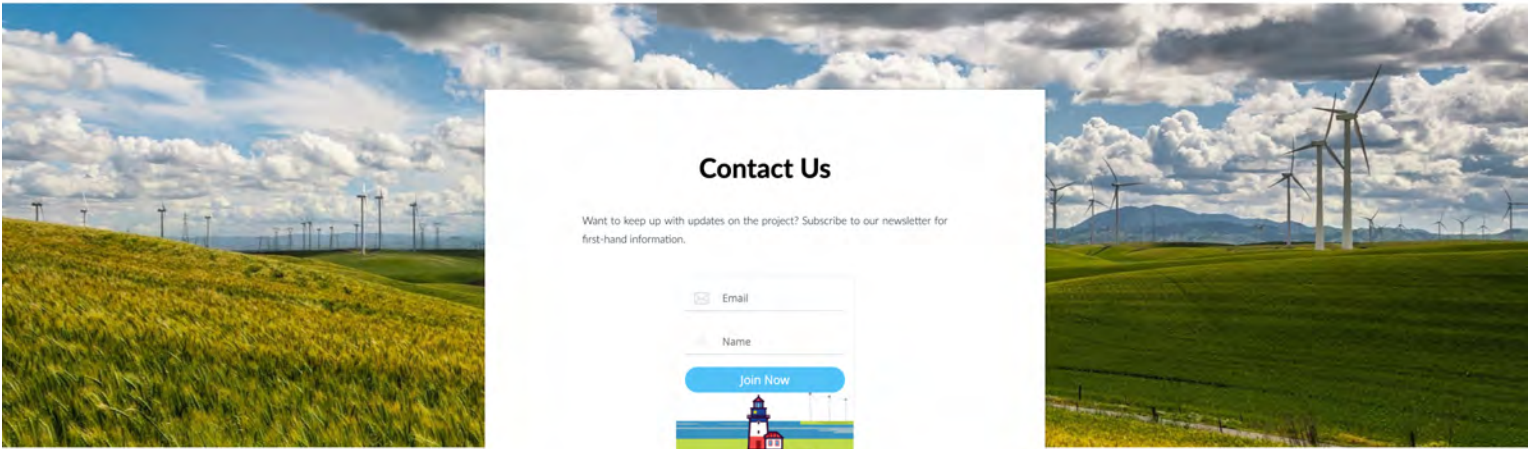 Contact Us
Want to keep up with updates on the project? Subscribe to our newsletter for
first-hand information.
Email
Name
Join Now